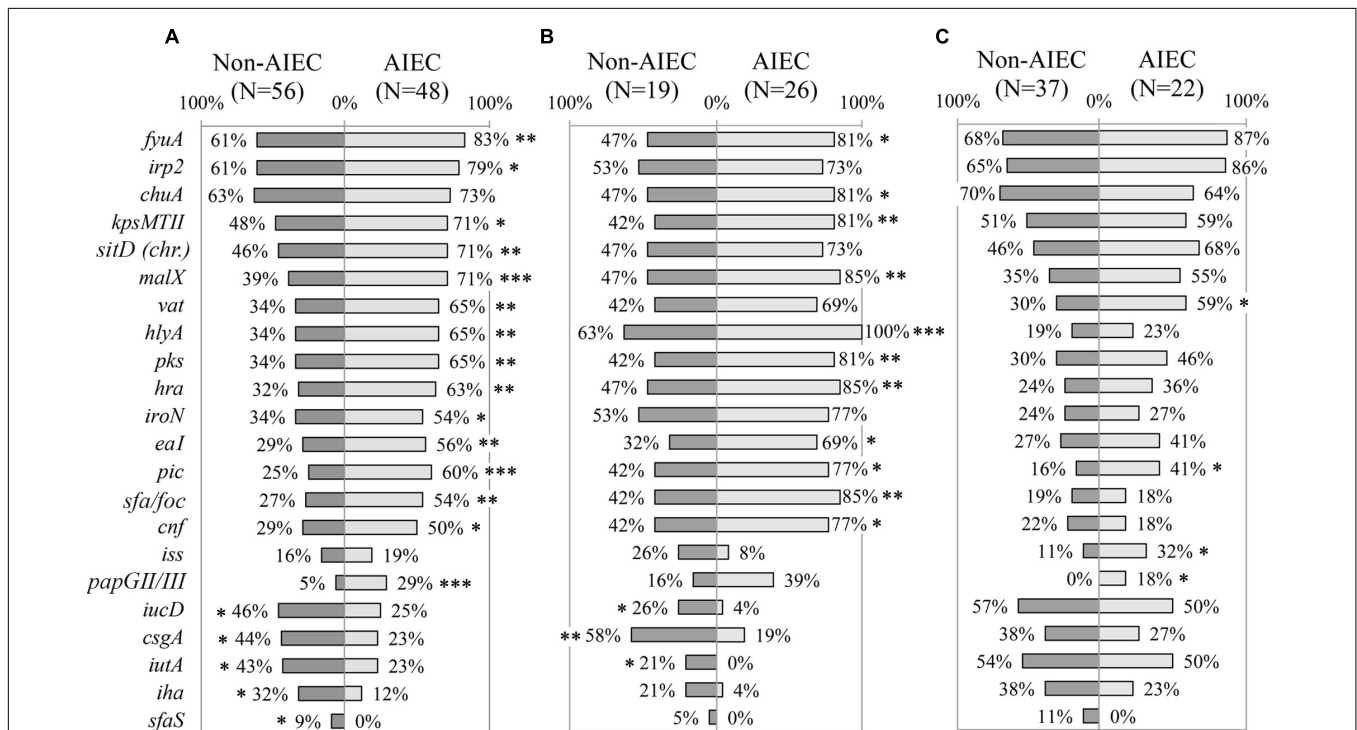 A B C
Non-AIEC AIEC Non-AIEC AIEC Non-AIEC AIEC
(N=56) (N=48) (N=19) (N=26) (N=37) (N=22)
100% 0% 100% 100% 0% 100% 100% 0% 100%
fyuA 61% 83% ** 47% 81% * 68% 87%
irp2 61% 79% * 53% 73% 65% 86%
chuA 63% 73% 47% 81% * 70% 64%
kpsMTII 48% 71% * 42% 81% ** 51% 59%
sitD (chr.) 46% 71% ** 47% 73% 46% 68%
malX 39% 71% *** 47% 85% ** 35% 55%
vat 34% 65% ** 42% 69% 30% 59% *
hlyA 34% 65% ** 63% 100% *** 19% 23%
pks 34% 65% ** 42% 81% ** 30% 46%
hra 32% 63% ** 47% 85% ** 24% 36%
iroN 34% 54% * 53% 77% 24% 27%
eaI 29% 56% ** 32% 69% * 27% 41%
pic 25% 60% *** 42% 77% * 16% 41% *
sfa/foc 27% 54% ** 42% 85% ** 19% 18%
cnf 29% 50% * 42% 77% * 22% 18%
iss 16% 19% 26% 8% 11% 32% *
papGII/III 5% 29% *** 16% 39% 0% 18% *
iucD * 46% 25% * 26% 4% 57% 50%
csgA * 44% 23% ** 58% 19% 38% 27%
iutA * 43% 23% * 21% 0% 54% 50%
iha * 32% 12% 21% 4% 38% 23%
sfaS * 9% 0% 5% 0% 11% 0%